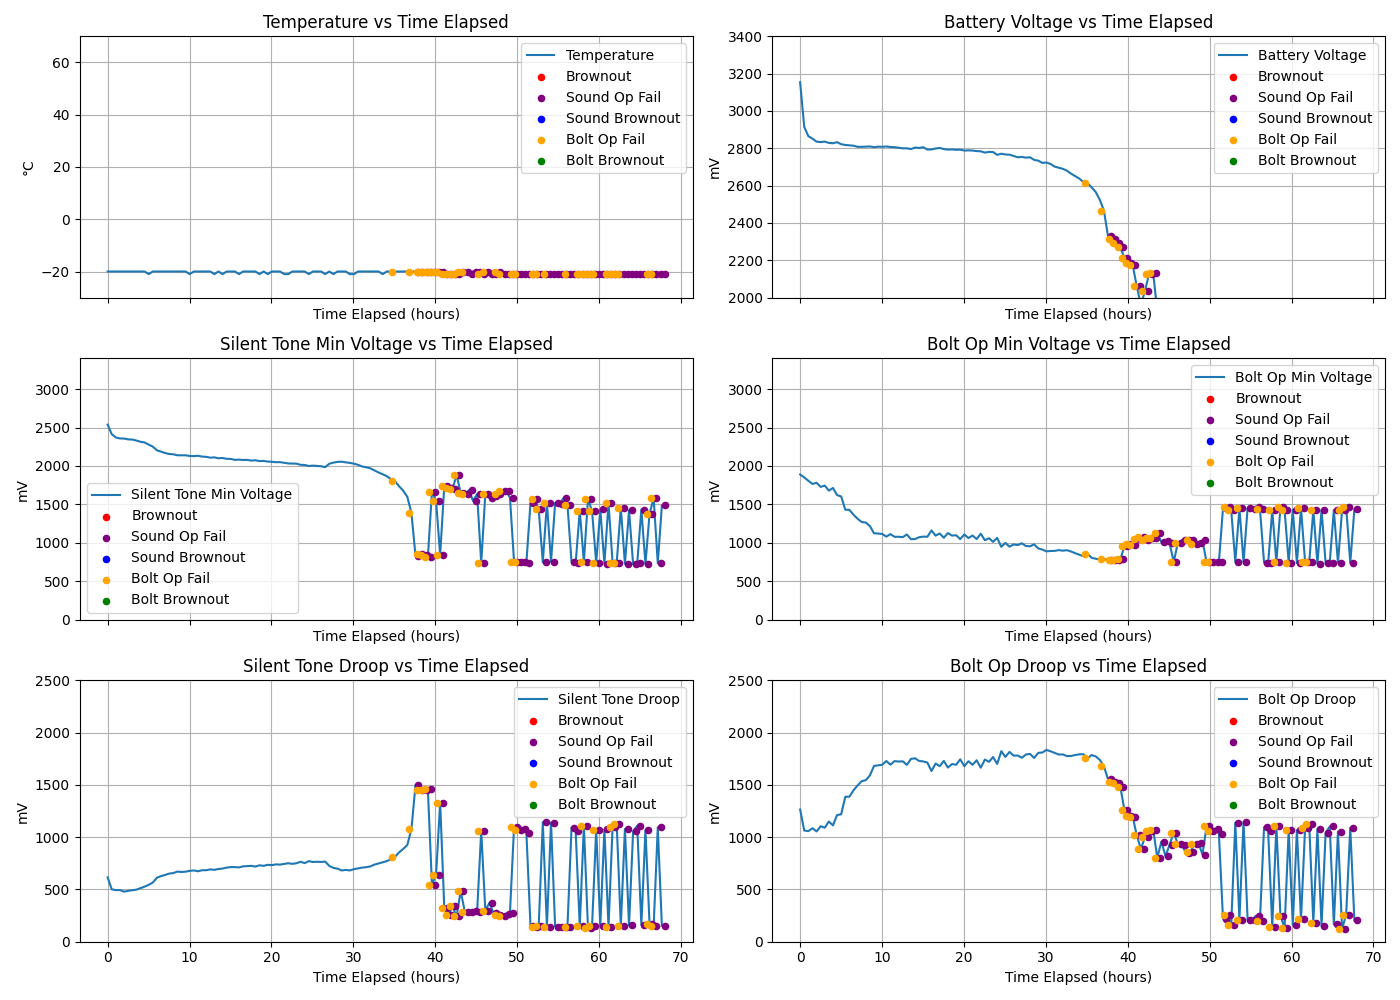 Temperature vs Time Elapsed
60
40
20
0
−20
°C
Time Elapsed (hours)
Temperature
Brownout
Sound Op Fail
Sound Brownout
Bolt Op Fail
Bolt Brownout
Battery Voltage vs Time Elapsed
3400
3200
3000
2800
2600
2400
2200
2000
mV
Time Elapsed (hours)
Battery Voltage
Brownout
Sound Op Fail
Sound Brownout
Bolt Op Fail
Bolt Brownout
Silent Tone Min Voltage vs Time Elapsed
3000
2500
2000
1500
1000
500
0
mV
Time Elapsed (hours)
Silent Tone Min Voltage
Brownout
Sound Op Fail
Sound Brownout
Bolt Op Fail
Bolt Brownout
Bolt Op Min Voltage vs Time Elapsed
3000
2500
2000
1500
1000
500
0
mV
Time Elapsed (hours)
Bolt Op Min Voltage
Brownout
Sound Op Fail
Sound Brownout
Bolt Op Fail
Bolt Brownout
Silent Tone Droop vs Time Elapsed
2500
2000
1500
1000
500
0
mV
0 10 20 30 40 50 60 70
Time Elapsed (hours)
Silent Tone Droop
Brownout
Sound Op Fail
Sound Brownout
Bolt Op Fail
Bolt Brownout
Bolt Op Droop vs Time Elapsed
2500
2000
1500
1000
500
0
mV
0 10 20 30 40 50 60 70
Time Elapsed (hours)
Bolt Op Droop
Brownout
Sound Op Fail
Sound Brownout
Bolt Op Fail
Bolt Brownout